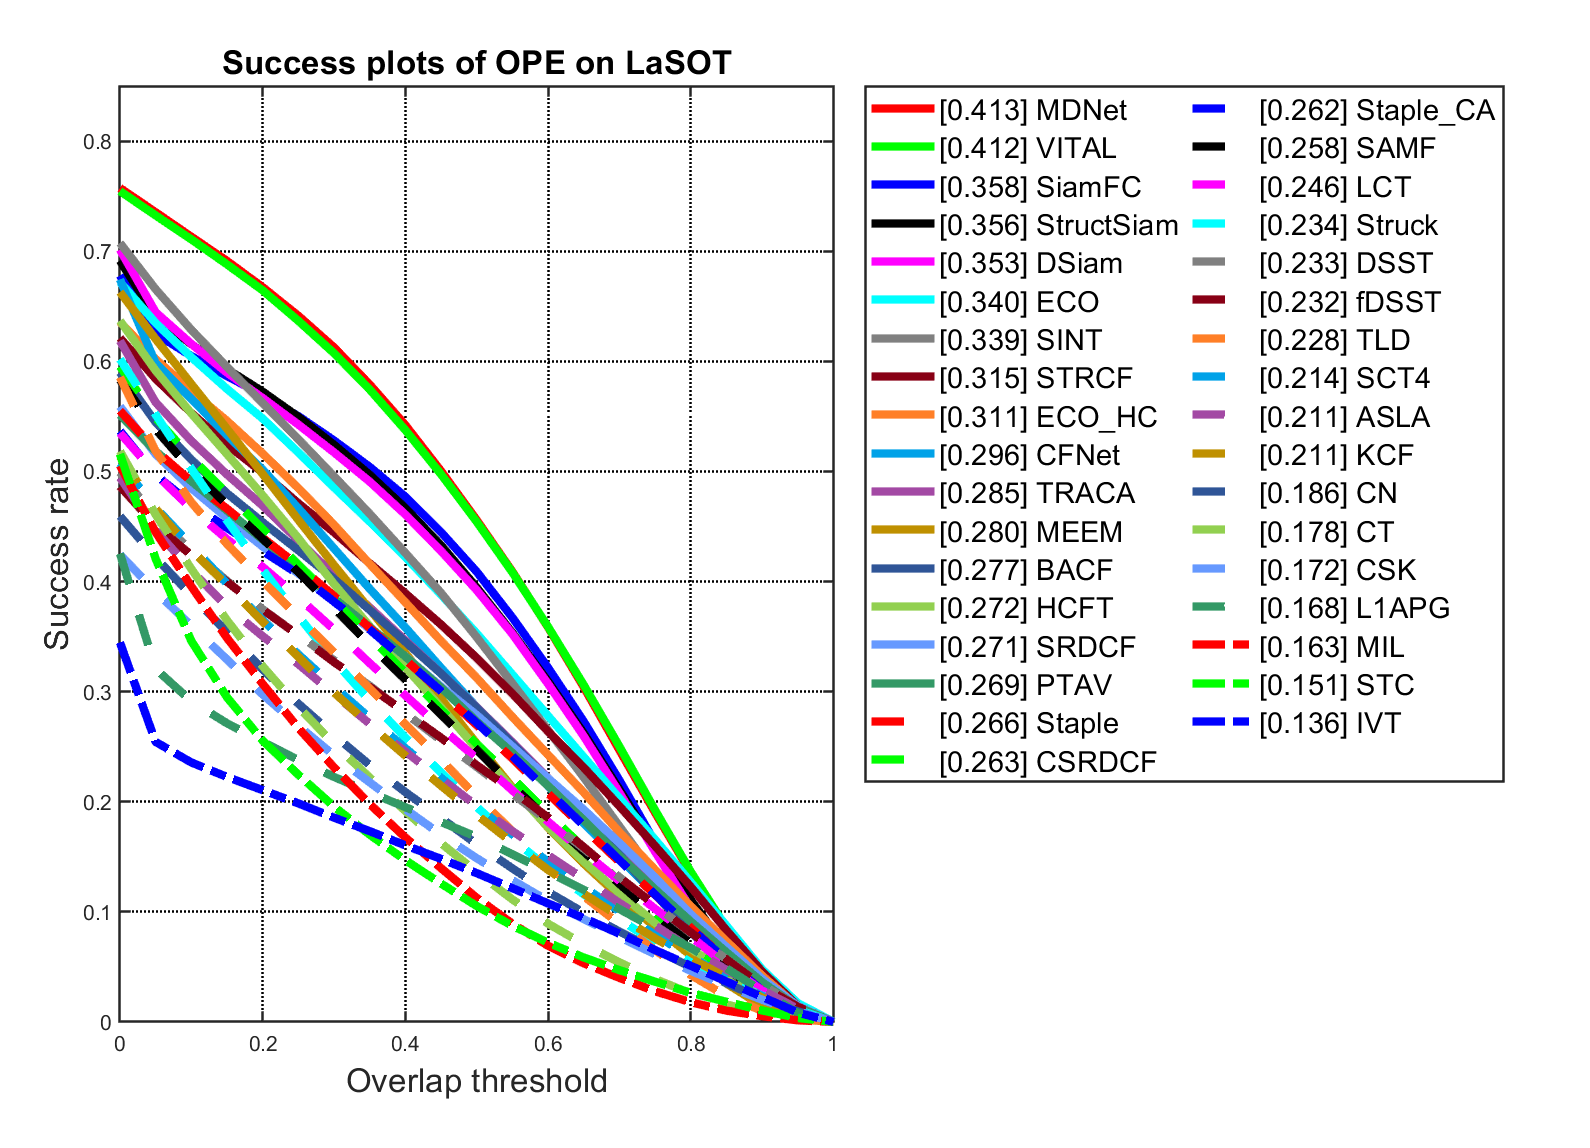 Success plots of OPE on LaSOT
Success rate
0.8
0.7
0.6
0.5
0.4
0.3
0.2
0.1
0
0 0.2 0.4 0.6 0.8 1
Overlap threshold
[0.413] MDNet
[0.412] VITAL
[0.358] SiamFC
[0.356] StructSiam
[0.353] DSiam
[0.340] ECO
[0.339] SINT
[0.315] STRCF
[0.311] ECO_HC
[0.296] CFNet
[0.285] TRACA
[0.280] MEEM
[0.277] BACF
[0.272] HCFT
[0.271] SRDCF
[0.269] PTAV
[0.266] Staple
[0.263] CSRDCF
[0.262] Staple_CA
[0.258] SAMF
[0.246] LCT
[0.234] Struck
[0.233] DSST
[0.232] fDSST
[0.228] TLD
[0.214] SCT4
[0.211] ASLA
[0.211] KCF
[0.186] CN
[0.178] CT
[0.172] CSK
[0.168] L1APG
[0.163] MIL
[0.151] STC
[0.136] IVT